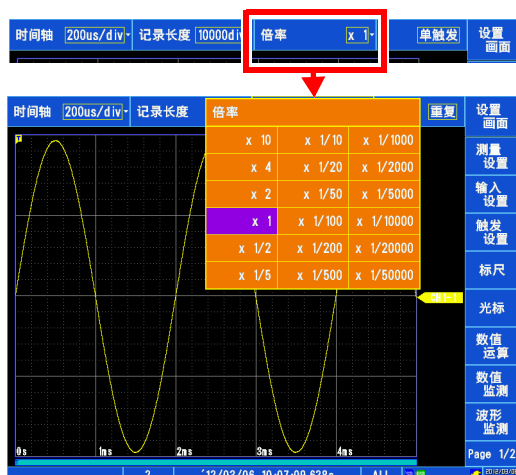 时间轴 200us/div 记录长度 10000di 倍率 x 1 单触发 设置
画面
时间轴 200us/div 记录长度 倍率 重复 设置
画面
x 10 x 1/10 x 1/1000
x 4 x 1/20 x 1/2000
x 2 x 1/50 x 1/5000
x 1 x 1/100 x 1/10000
x 1/2 x 1/200 x 1/20000
x 1/5 x 1/500 x 1/50000
测量
设置
输入
设置
触发
设置
标尺
光标
数值
运算
数值
监测
波形
监测
T
CH1-1
0s 1ms 2ms 3ms 4ms
Page 1/2